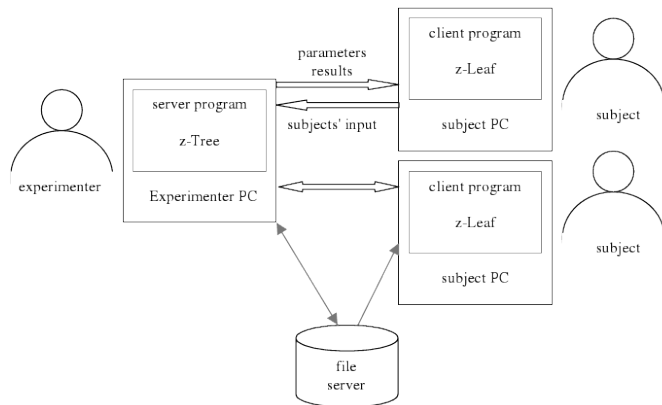 parameters
results
subjects' input
client program
z-Leaf
subject PC
subject
server program
z-Tree
Experimenter PC
experimenter
client program
z-Leaf
subject PC
subject
file
server